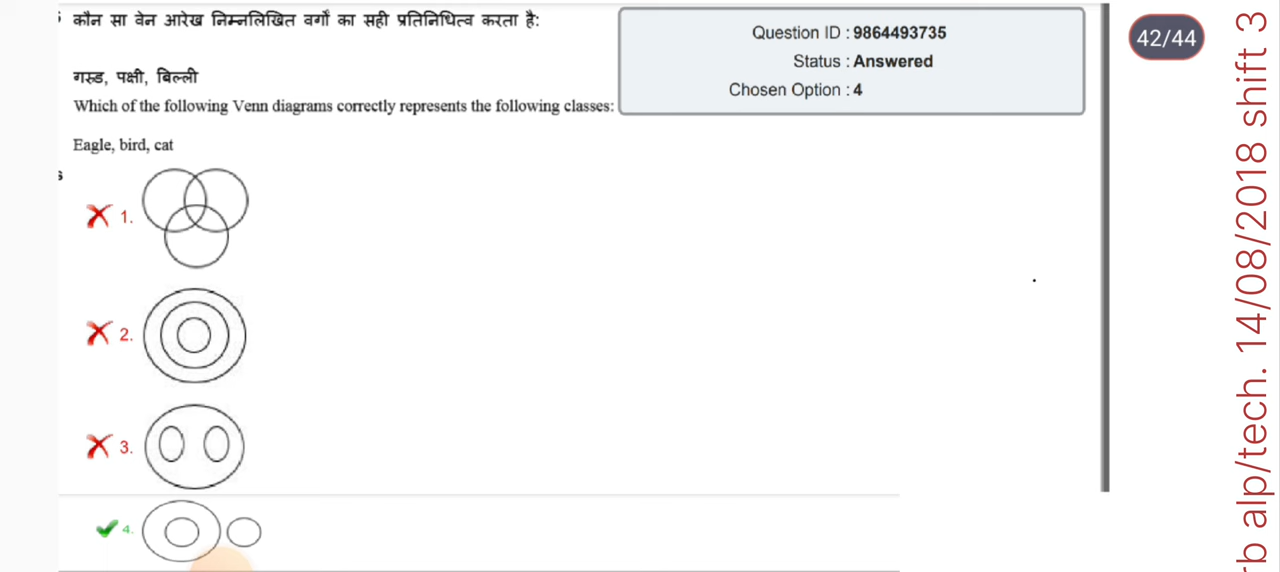 कौन सा वेन आरेख निम्नलिखित वर्गों का सही प्रतिनिधित्व करता है:
गरुड, पक्षी, बिल्ली
Which of the following Venn diagrams correctly represents the following classes:
Eagle, bird, cat
Question ID : 9864493735
Status : Answered
Chosen Option : 4
42/44
1.
2.
3.
4.
rb alp/tech. 14/08/2018 shift 3